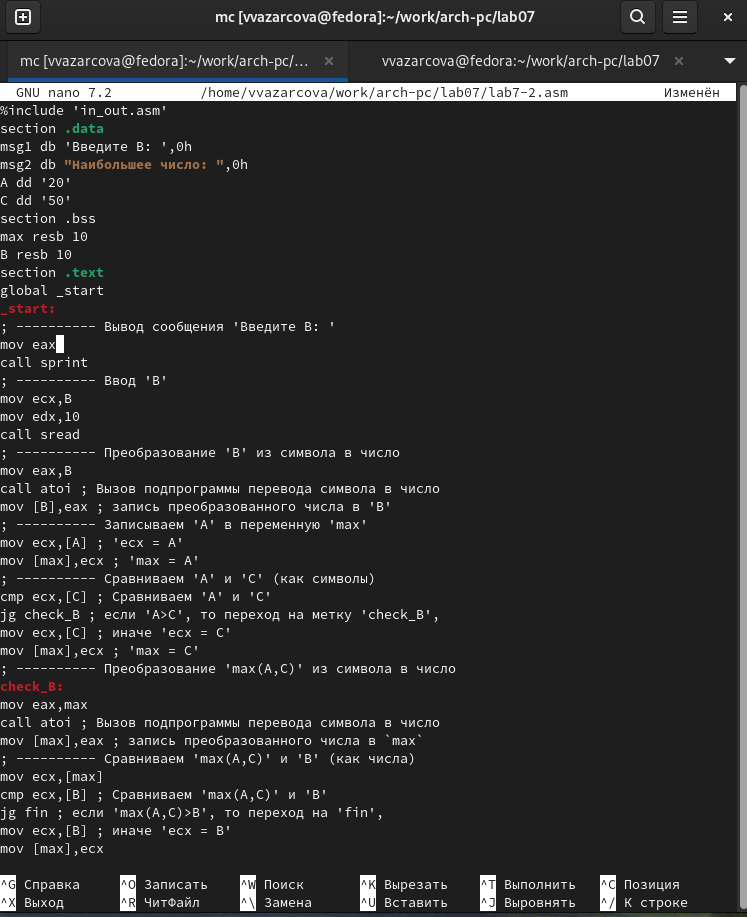 mc [vvazarcova@fedora]:~/work/arch-pc/lab07
mc [vvazarcova@fedora]:~/work/arch-pc/... × vvazarcova@fedora:~/work/arch-pc/lab07 ×
GNU nano 7.2 /home/vvazarcova/work/arch-pc/lab07/lab7-2.asm Изменён
%include 'in_out.asm'
section .data
msg1 db 'Введите B: ',0h
msg2 db "Наибольшее число: ",0h
A dd '20'
C dd '50'
section .bss
max resb 10
B resb 10
section .text
global _start
_start:
; ---------- Вывод сообщения 'Введите B: '
mov eax
call sprint
; ---------- Ввод 'B'
mov ecx,B
mov edx,10
call sread
; ---------- Преобразование 'B' из символа в число
mov eax,B
call atoi ; Вызов подпрограммы перевода символа в число
mov [B],eax ; запись преобразованного числа в 'B'
; ---------- Записываем 'A' в переменную 'max'
mov ecx,[A] ; 'ecx = A'
mov [max],ecx ; 'max = A'
; ---------- Сравниваем 'A' и 'С' (как символы)
cmp ecx,[C] ; Сравниваем 'A' и 'С'
jg check_B ; если 'A>C', то переход на метку 'check_B',
mov ecx,[C] ; иначе 'ecx = C'
mov [max],ecx ; 'max = C'
; ---------- Преобразование 'max(A,C)' из символа в число
check_B:
mov eax,max
call atoi ; Вызов подпрограммы перевода символа в число
mov [max],eax ; запись преобразованного числа в `max`
; ---------- Сравниваем 'max(A,C)' и 'B' (как числа)
mov ecx,[max]
cmp ecx,[B] ; Сравниваем 'max(A,C)' и 'B'
jg fin ; если 'max(A,C)>B', то переход на 'fin',
mov ecx,[B] ; иначе 'ecx = B'
mov [max],ecx
^G Справка ^O Записать ^W Поиск ^K Вырезать ^T Выполнить ^C Позиция
^X Выход ^R ЧитФайл ^\ Замена ^U Вставить ^J Выровнять ^/ К строке